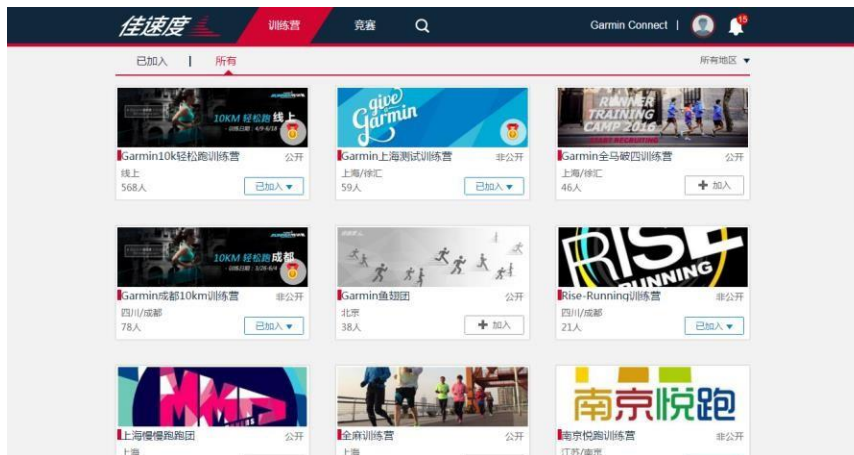 佳速度
训练营
竞赛
Garmin Connect |
15
已加入 | 所有
所有地区 ▼
10KM 轻松跑 线上
give Garmin
RUNNER TRAINING CAMP 2016
START RECRUITING
Garmin10k轻松跑训练营 公开
线上
568人 已加入 ▼
Garmin上海测试训练营 非公开
上海/徐汇
59人 已加入 ▼
Garmin全马破四训练营 公开
上海/徐汇
46人 ✚ 加入
10KM 轻松跑 成都
RISE RUNNING
Garmin成都10km训练营 非公开
四川/成都
78人 已加入 ▼
Garmin鱼翅团 公开
北京
38人 ✚ 加入
Rise-Running训练营 非公开
四川/成都
21人 已加入 ▼
南京悦跑
上海慢慢跑跑团 公开
上海
全麻训练营 公开
上海
南京悦跑训练营 非公开
江苏/南京